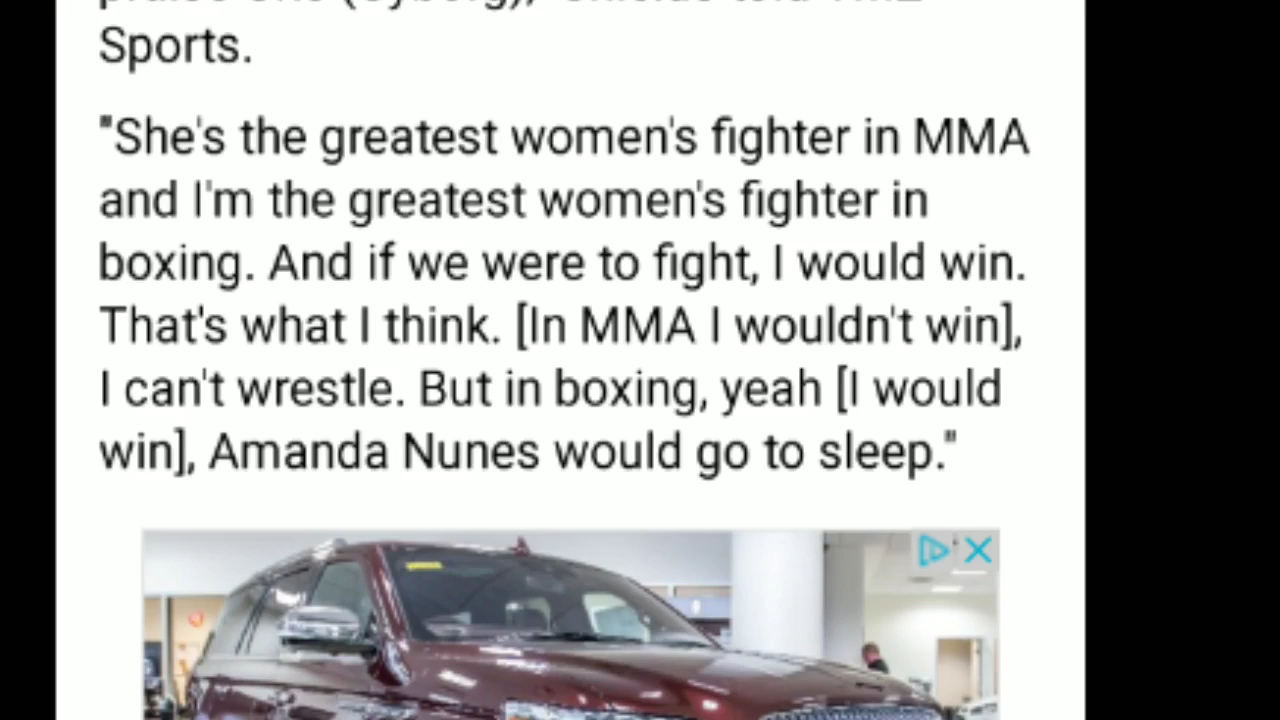 Sports.
"She's the greatest women's fighter in MMA
and I'm the greatest women's fighter in
boxing. And if we were to fight, I would win.
That's what I think. [In MMA I wouldn't win],
I can't wrestle. But in boxing, yeah [I would
win], Amanda Nunes would go to sleep."